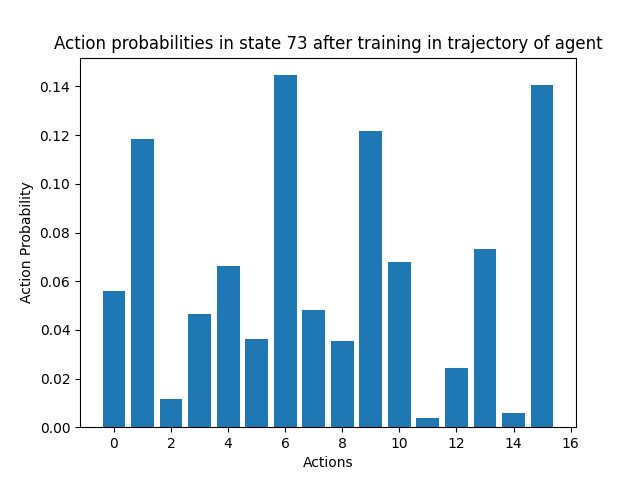 Action probabilities in state 73 after training in trajectory of agent
0.14
0.12
0.10
0.08
0.06
0.04
0.02
0.00
Action Probability
0 2 4 6 8 10 12 14 16
Actions